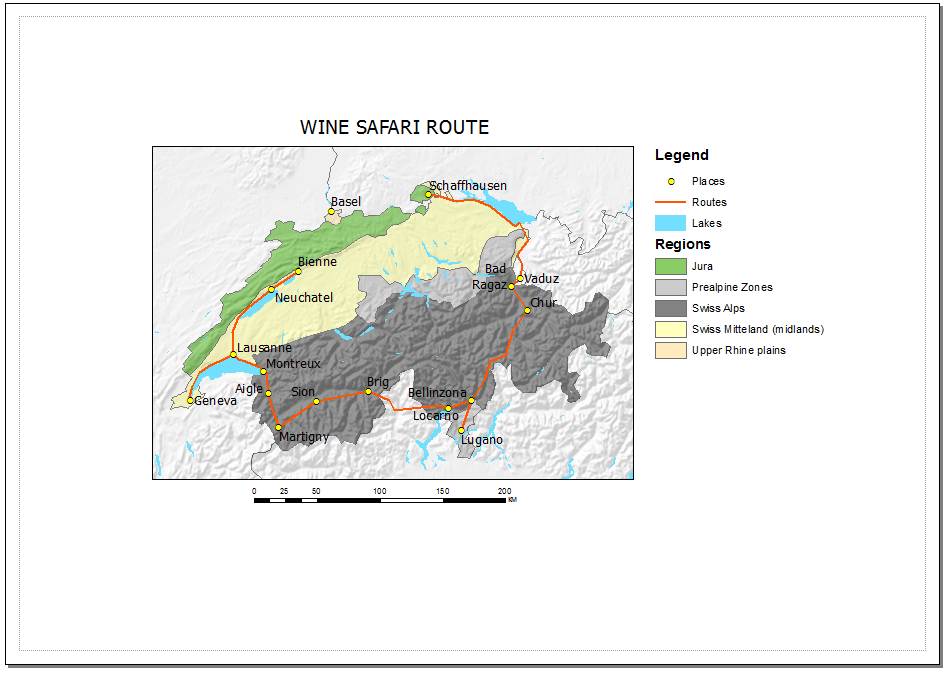 WINE SAFARI ROUTE
Schaffhausen
Basel
Bienne
Bad
Ragaz
Vaduz
Neuchatel
Chur
Lausanne
Montreux
Aigle
Sion
Brig
Bellinzona
Geneva
Locarno
Martigny
Lugano
0 25 50 100 150 200
KM
Legend
Places
Routes
Lakes
Regions
Jura
Prealpine Zones
Swiss Alps
Swiss Mitteland (midlands)
Upper Rhine plains